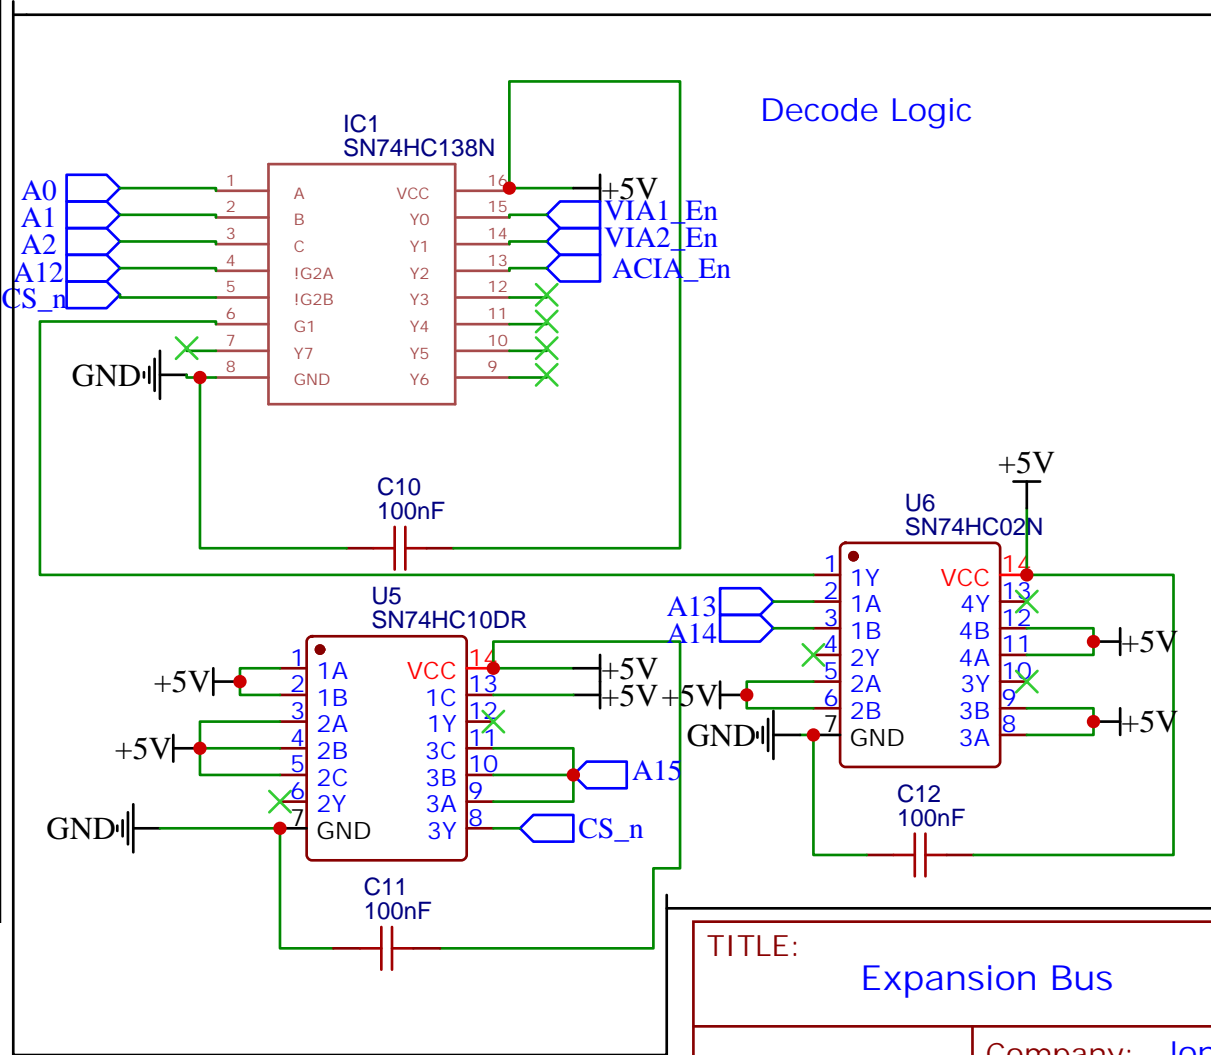 Decode Logic
IC1
SN74HC138N
A0
A1
A2
A12
CS_n
1
2
3
4
5
6
7
8
A
B
C
!G2A
!G2B
G1
Y7
GND
VCC
Y0
Y1
Y2
Y3
Y4
Y5
Y6
16
15
14
13
12
11
10
9
+5V
VIA1_En
VIA2_En
ACIA_En
GND
C10
100nF
+5V
U6
SN74HC02N
A13
A14
1
2
3
4
5
6
7
1Y
1A
1B
2Y
2A
2B
GND
VCC
4Y
4B
4A
3Y
3B
3A
14
13
12
11
10
9
8
+5V
+5V
+5V
GND
C12
100nF
U5
SN74HC10DR
+5V
+5V
GND
1
2
3
4
5
6
7
1A
1B
2A
2B
2C
2Y
GND
VCC
1C
1Y
3C
3B
3A
3Y
14
13
12
11
10
9
8
+5V
+5V
A15
CS_n
C11
100nF
TITLE:
Expansion Bus
Company: